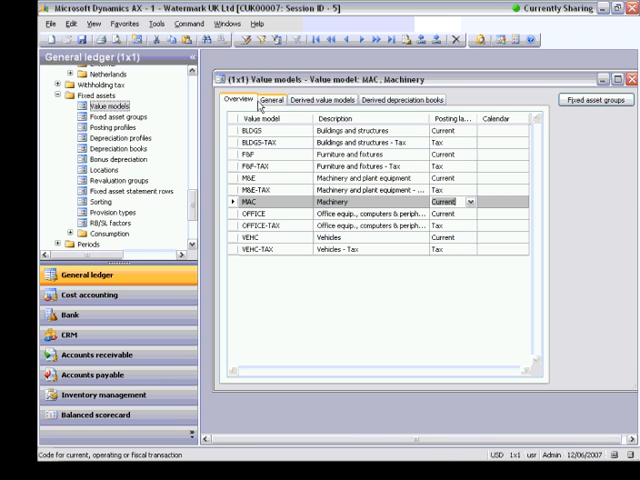 Microsoft Dynamics AX - 1 - Watermark UK Ltd [CUK00007: Session ID - 5]
Currently Sharing
File Edit View Favorites Tools Command Windows Help
General ledger (1x1)
Netherlands
Withholding tax
Fixed assets
Value models
Fixed asset groups
Posting profiles
Depreciation profiles
Depreciation books
Bonus depreciation
Locations
Revaluation groups
Fixed asset statement rows
Sorting
Provision types
RB/SL factors
Consumption
Periods
General ledger
Cost accounting
Bank
CRM
Accounts receivable
Accounts payable
Inventory management
Balanced scorecard
(1x1) Value models - Value model: MAC, Machinery
Overview General Derived value models Derived depreciation books
Fixed asset groups
Value model Description Posting la... Calendar
BLDGS Buildings and structures Current
BLDGS-TAX Buildings and structures - Tax Tax
F&F Furniture and fixtures Current
F&F-TAX Furniture and fixtures - Tax Tax
M&E Machinery and plant equipment Current
M&E-TAX Machinery and plant equipment - ... Tax
MAC Machinery Current
OFFICE Office equip., computers & periph... Current
OFFICE-TAX Office equip., computers & periph... Tax
VEHC Vehicles Current
VEHC-TAX Vehicles - Tax Tax
Code for current, operating or fiscal transaction
USD 1x1 usr Admin 12/06/2007